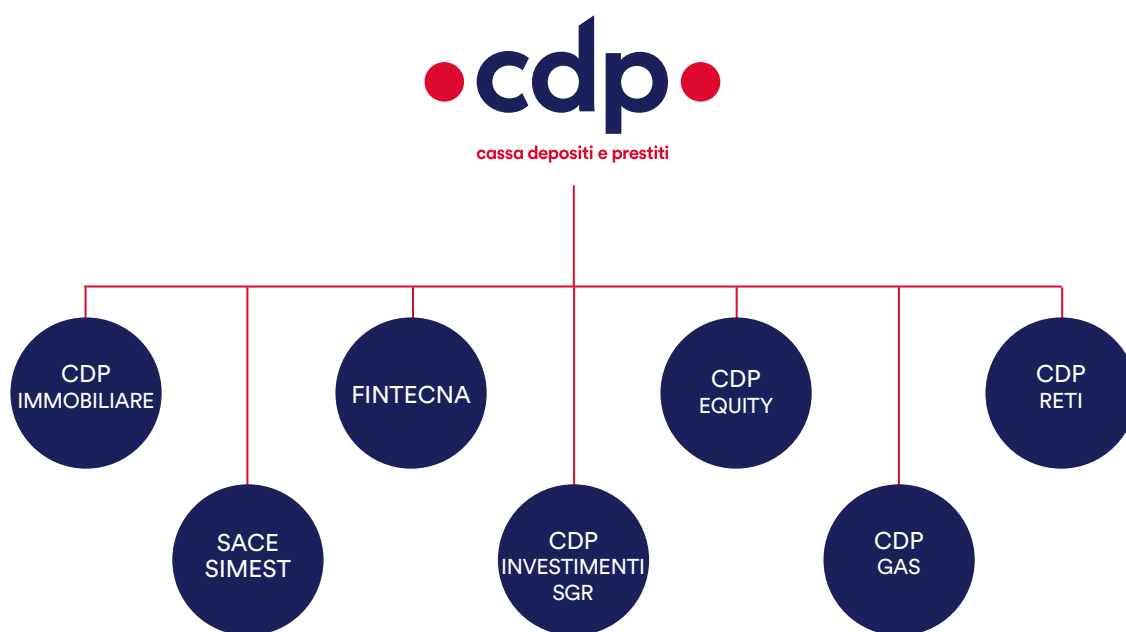 cdp
cassa depositi e prestiti
CDP
IMMOBILIARE
FINTECNA
CDP
EQUITY
CDP
RETI
SACE
SIMEST
CDP
INVESTIMENTI
SGR
CDP
GAS